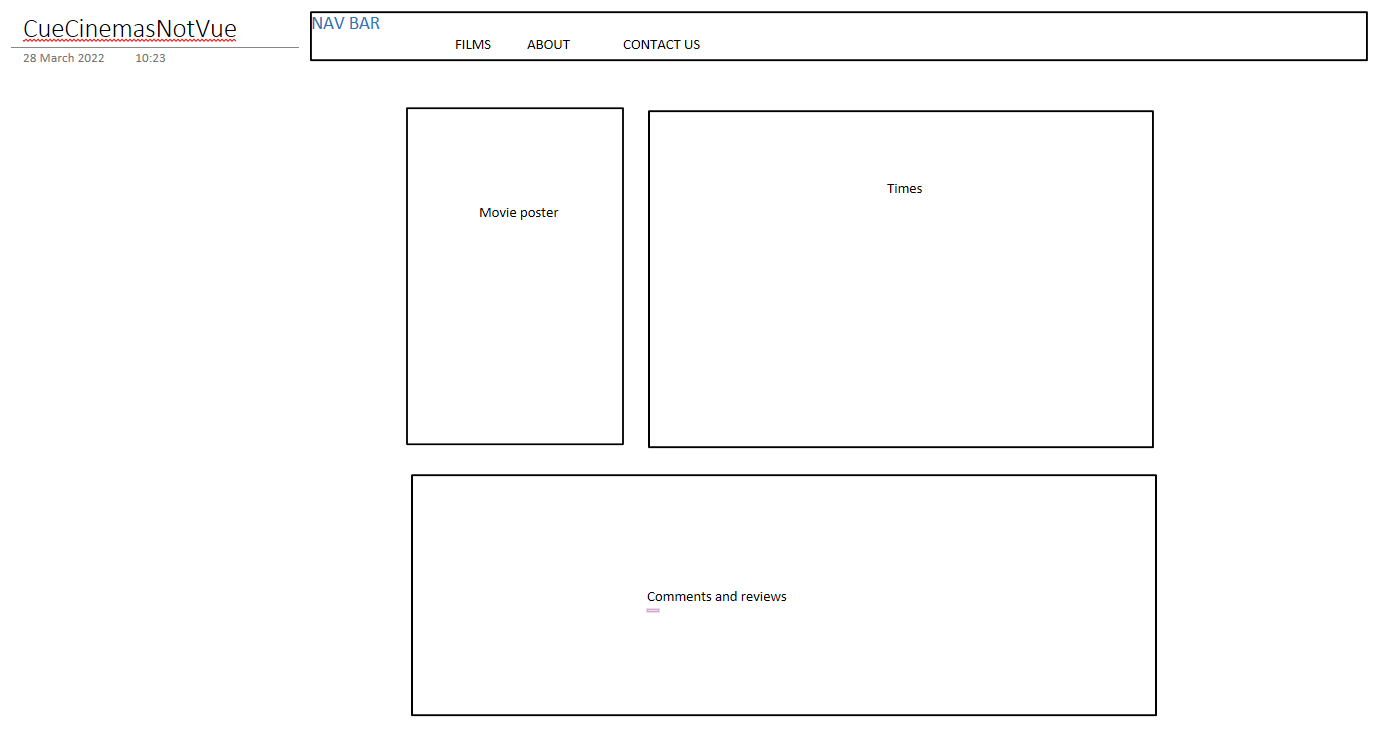 CueCinemasNotVue
28 March 2022 10:23
NAV BAR
FILMS ABOUT CONTACT US
Movie poster
Times
Comments and reviews